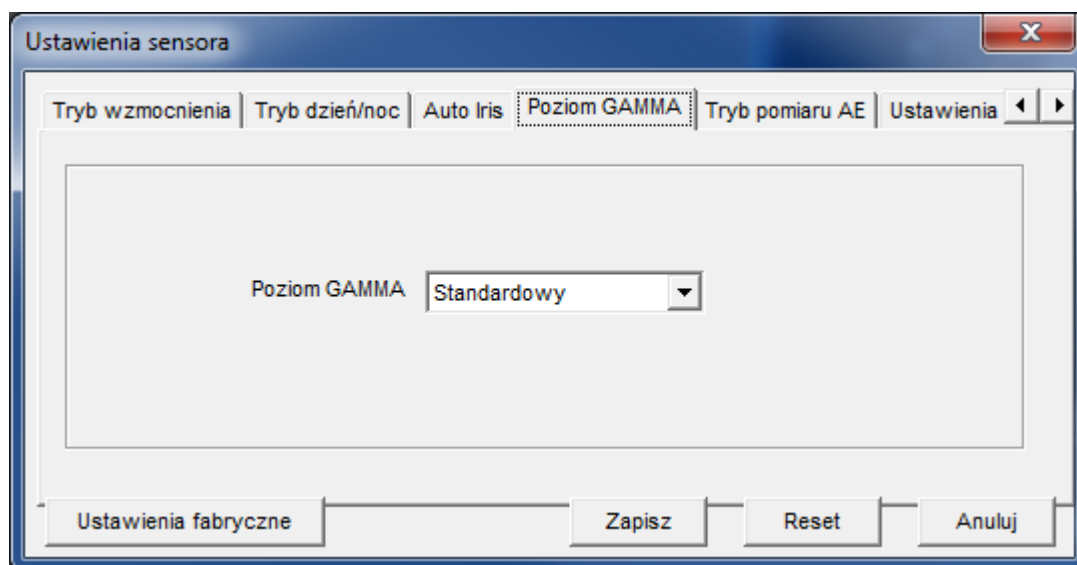 Ustawienia sensora
Tryb wzmocnienia Tryb dzień/noc Auto Iris Poziom GAMMA Tryb pomiaru AE Ustawienia
Poziom GAMMA Standardowy
Ustawienia fabryczne Zapisz Reset Anuluj